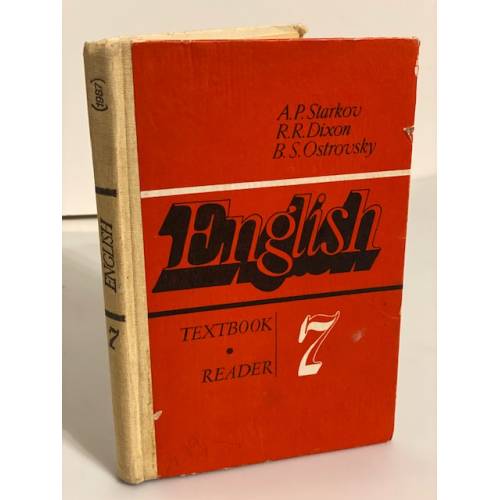 A.P. Starkov
R.R. Dixon
B.S. Ostrovsky
English
TEXTBOOK
•
READER
7
(1987)
ENGLISH
7